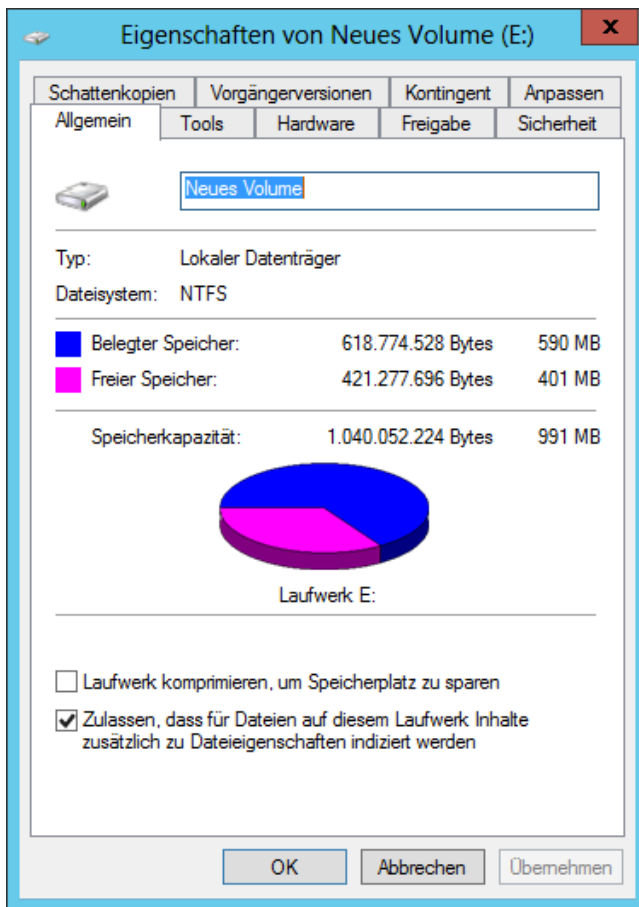 Eigenschaften von Neues Volume (E:)
x
Schattenkopien Vorgängerversionen Kontingent Anpassen
Allgemein Tools Hardware Freigabe Sicherheit
Neues Volume
Typ: Lokaler Datenträger
Dateisystem: NTFS
Belegter Speicher: 618.774.528 Bytes 590 MB
Freier Speicher: 421.277.696 Bytes 401 MB
Speicherkapazität: 1.040.052.224 Bytes 991 MB
Laufwerk E:
Laufwerk komprimieren, um Speicherplatz zu sparen
Zulassen, dass für Dateien auf diesem Laufwerk Inhalte
zusätzlich zu Dateieigenschaften indiziert werden
OK Abbrechen Übernehmen